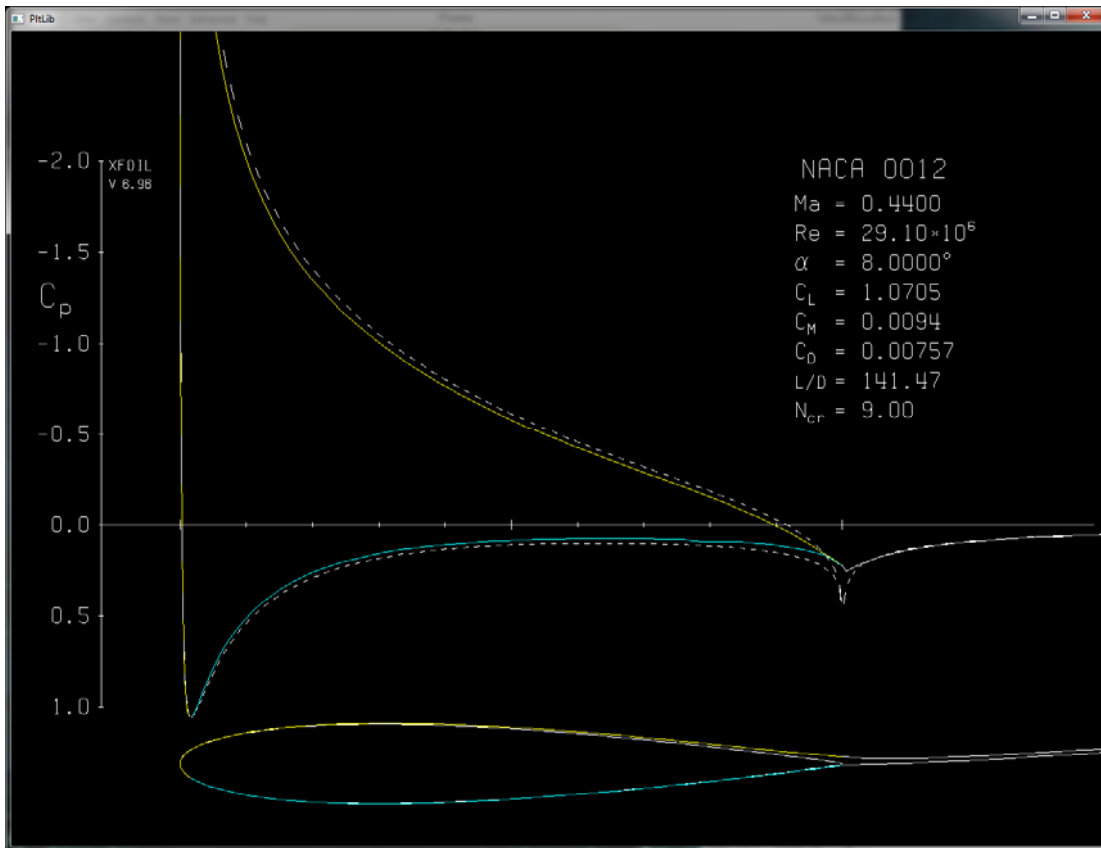 PltLib
-2.0
XFOIL
V 6.96
-1.5
Cp
-1.0
-0.5
0.0
0.5
1.0
NACA 0012
Ma = 0.4400
Re = 29.10×10⁶
α = 8.0000°
CL = 1.0705
CM = 0.0094
CD = 0.00757
L/D = 141.47
Ncr = 9.00